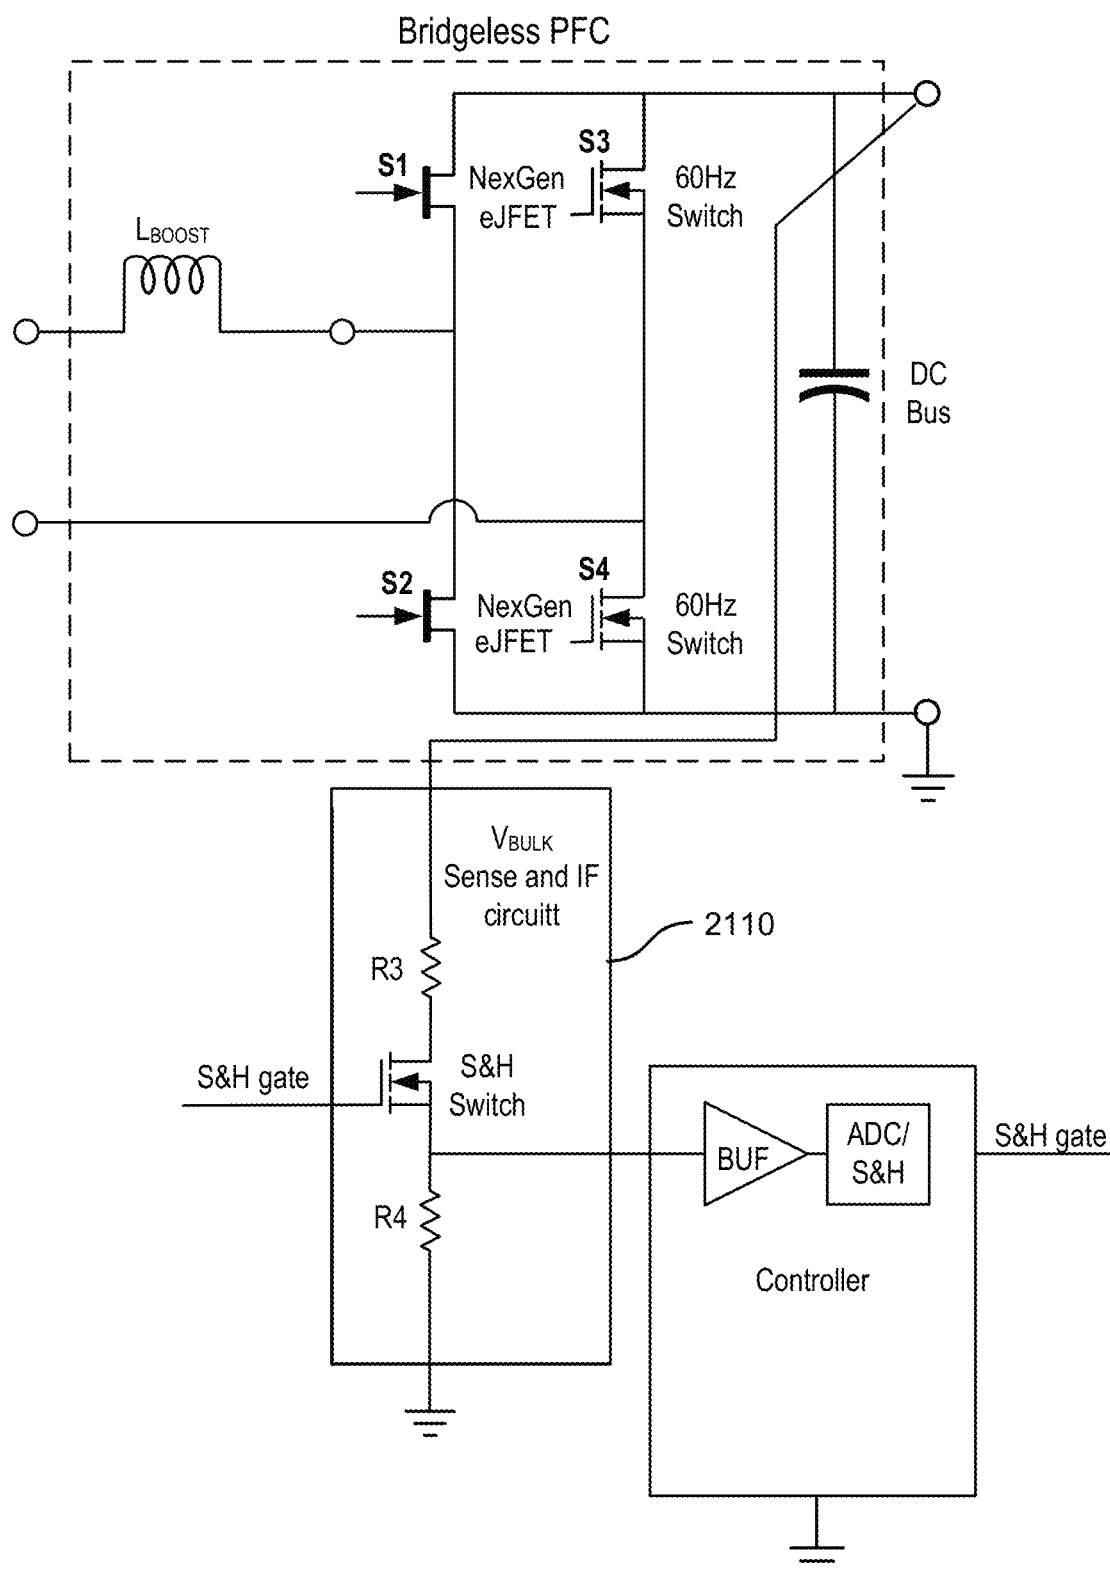 Bridgeless PFC
S1
NexGen
eJFET
S3
60Hz
Switch
LBOOST
DC
Bus
S2
NexGen
eJFET
S4
60Hz
Switch
VBULK
Sense and IF
circuitt
2110
R3
S&H gate
S&H
Switch
R4
BUF
ADC/
S&H
S&H gate
Controller